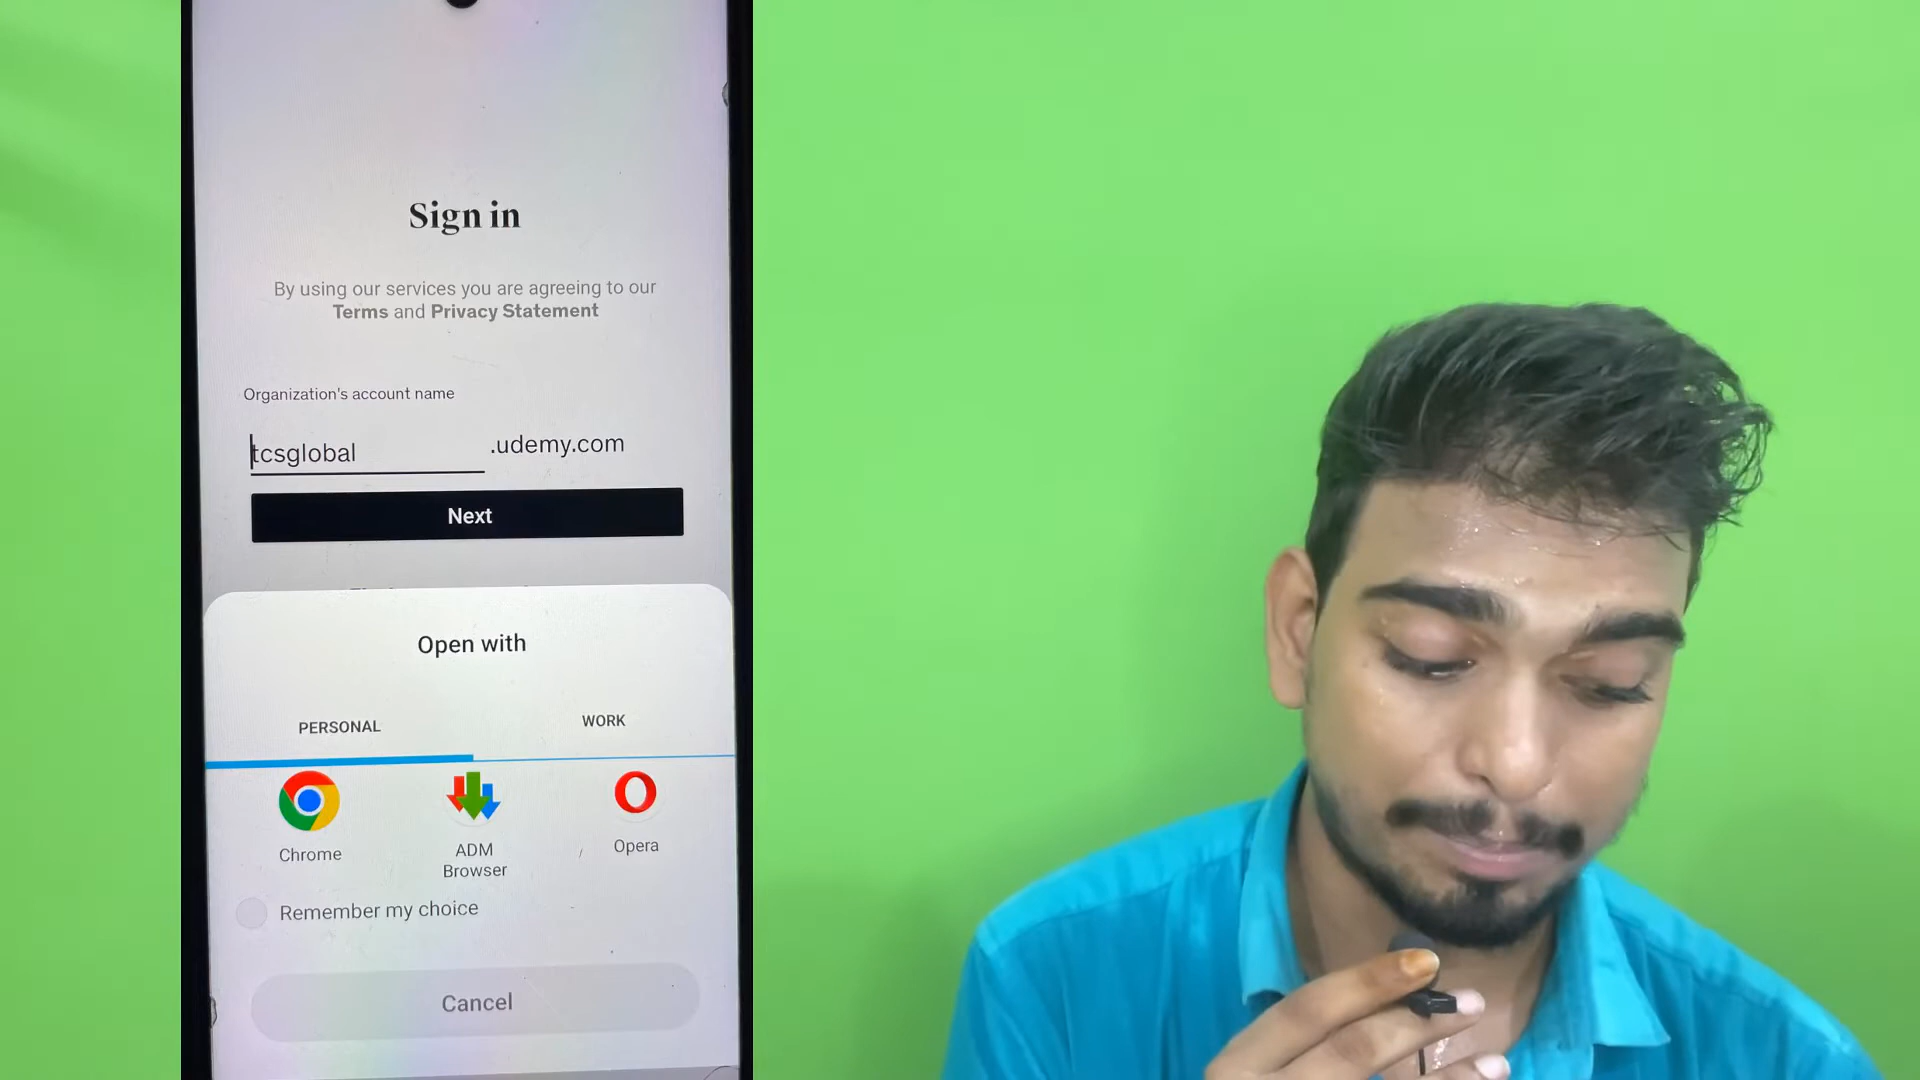 Sign in
By using our services you are agreeing to our
Terms and Privacy Statement
Organization's account name
tcsglobal .udemy.com
Next
Open with
PERSONAL WORK
Chrome ADM Browser Opera
Remember my choice
Cancel